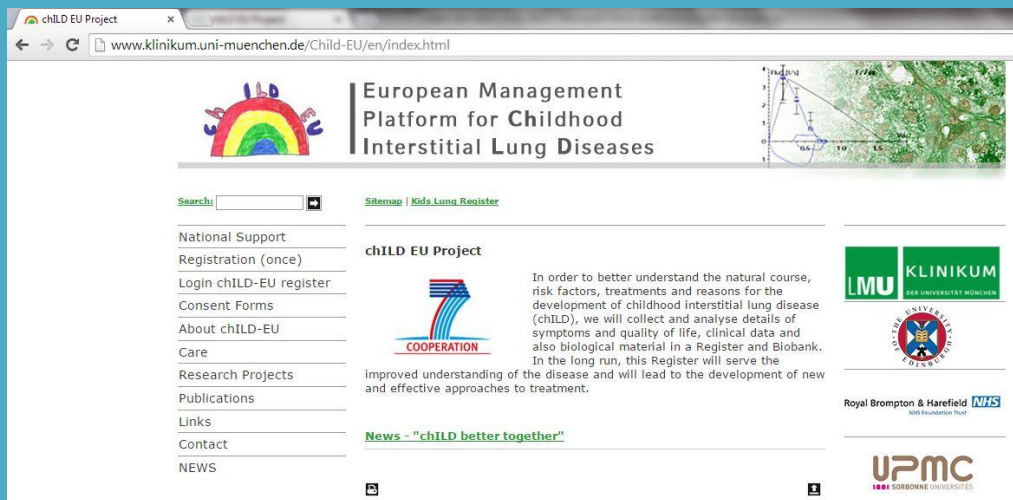 chILD EU Project
www.klinikum.uni-muenchen.de/Child-EU/en/index.html
CHILD EU
European Management
Platform for Childhood
Interstitial Lung Diseases
Search:
Sitemap | Kids Lung Register
National Support
Registration (once)
Login chILD-EU register
Consent Forms
About chILD-EU
Care
Research Projects
Publications
Links
Contact
NEWS
chILD EU Project
7
COOPERATION
In order to better understand the natural course,
risk factors, treatments and reasons for the
development of childhood interstitial lung disease
(chILD), we will collect and analyse details of
symptoms and quality of life, clinical data and
also biological material in a Register and Biobank.
In the long run, this Register will serve the
improved understanding of the disease and will lead to the development of new
and effective approaches to treatment.
News - "chILD better together"
LMU KLINIKUM
DER UNIVERSITÄT MÜNCHEN
THE UNIVERSITY OF EDINBURGH
Royal Brompton & Harefield NHS
NHS Foundation Trust
UPMC
SORBONNE UNIVERSITÉS